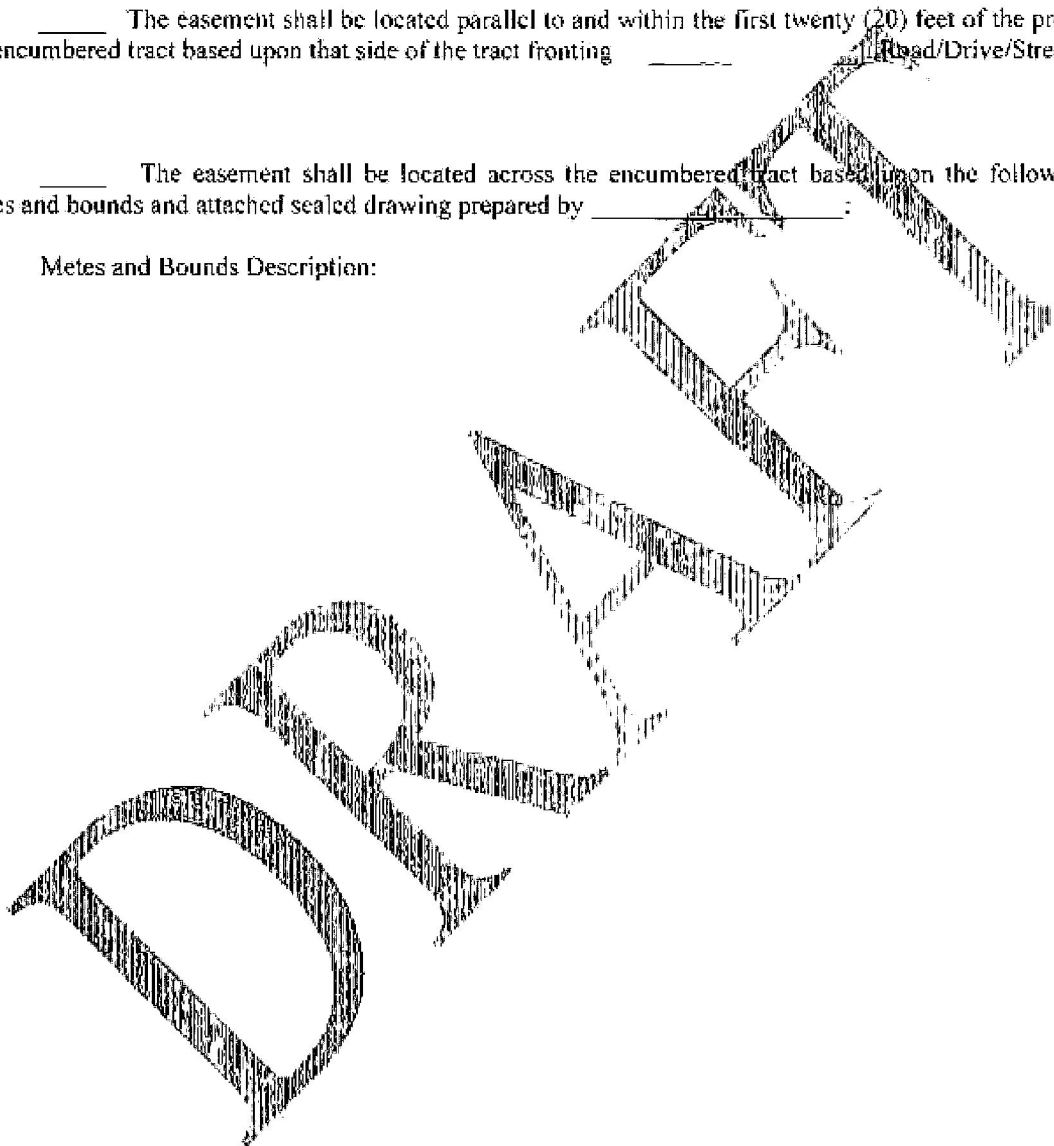 _____ The easement shall be located parallel to and within the first twenty (20) feet of the
encumbered tract based upon that side of the tract fronting ______ __ Road/Drive/Stre
_____ The easement shall be located across the encumbered tract based upon the follow
es and bounds and attached sealed drawing prepared by ____________________:
Metes and Bounds Description:
DRAFT